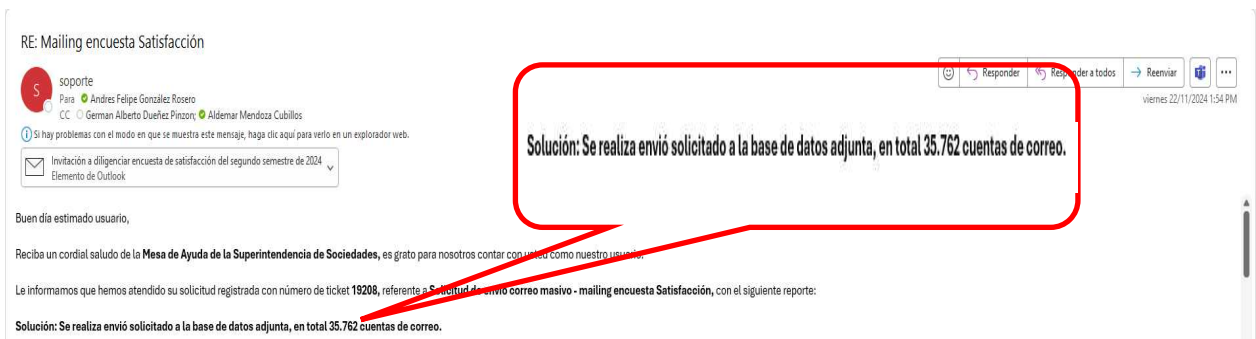 RE: Mailing encuesta Satisfacción
S
soporte
Para Andres Felipe González Rosero
CC German Alberto Dueñez Pinzon; Aldemar Mendoza Cubillos
Responder Responder a todos Reenviar
viernes 22/11/2024 1:54 PM
Si hay problemas con el modo en que se muestra este mensaje, haga clic aquí para verlo en un explorador web.
Invitación a diligenciar encuesta de satisfacción del segundo semestre de 2024
Elemento de Outlook
Solución: Se realiza envió solicitado a la base de datos adjunta, en total 35.762 cuentas de correo.
Buen día estimado usuario,
Reciba un cordial saludo de la Mesa de Ayuda de la Superintendencia de Sociedades, es grato para nosotros contar con usted como nuestro usuario.
Le informamos que hemos atendido su solicitud registrada con número de ticket 19208, referente a Solicitud de envío correo masivo - mailing encuesta Satisfacción, con el siguiente reporte:
Solución: Se realiza envió solicitado a la base de datos adjunta, en total 35.762 cuentas de correo.